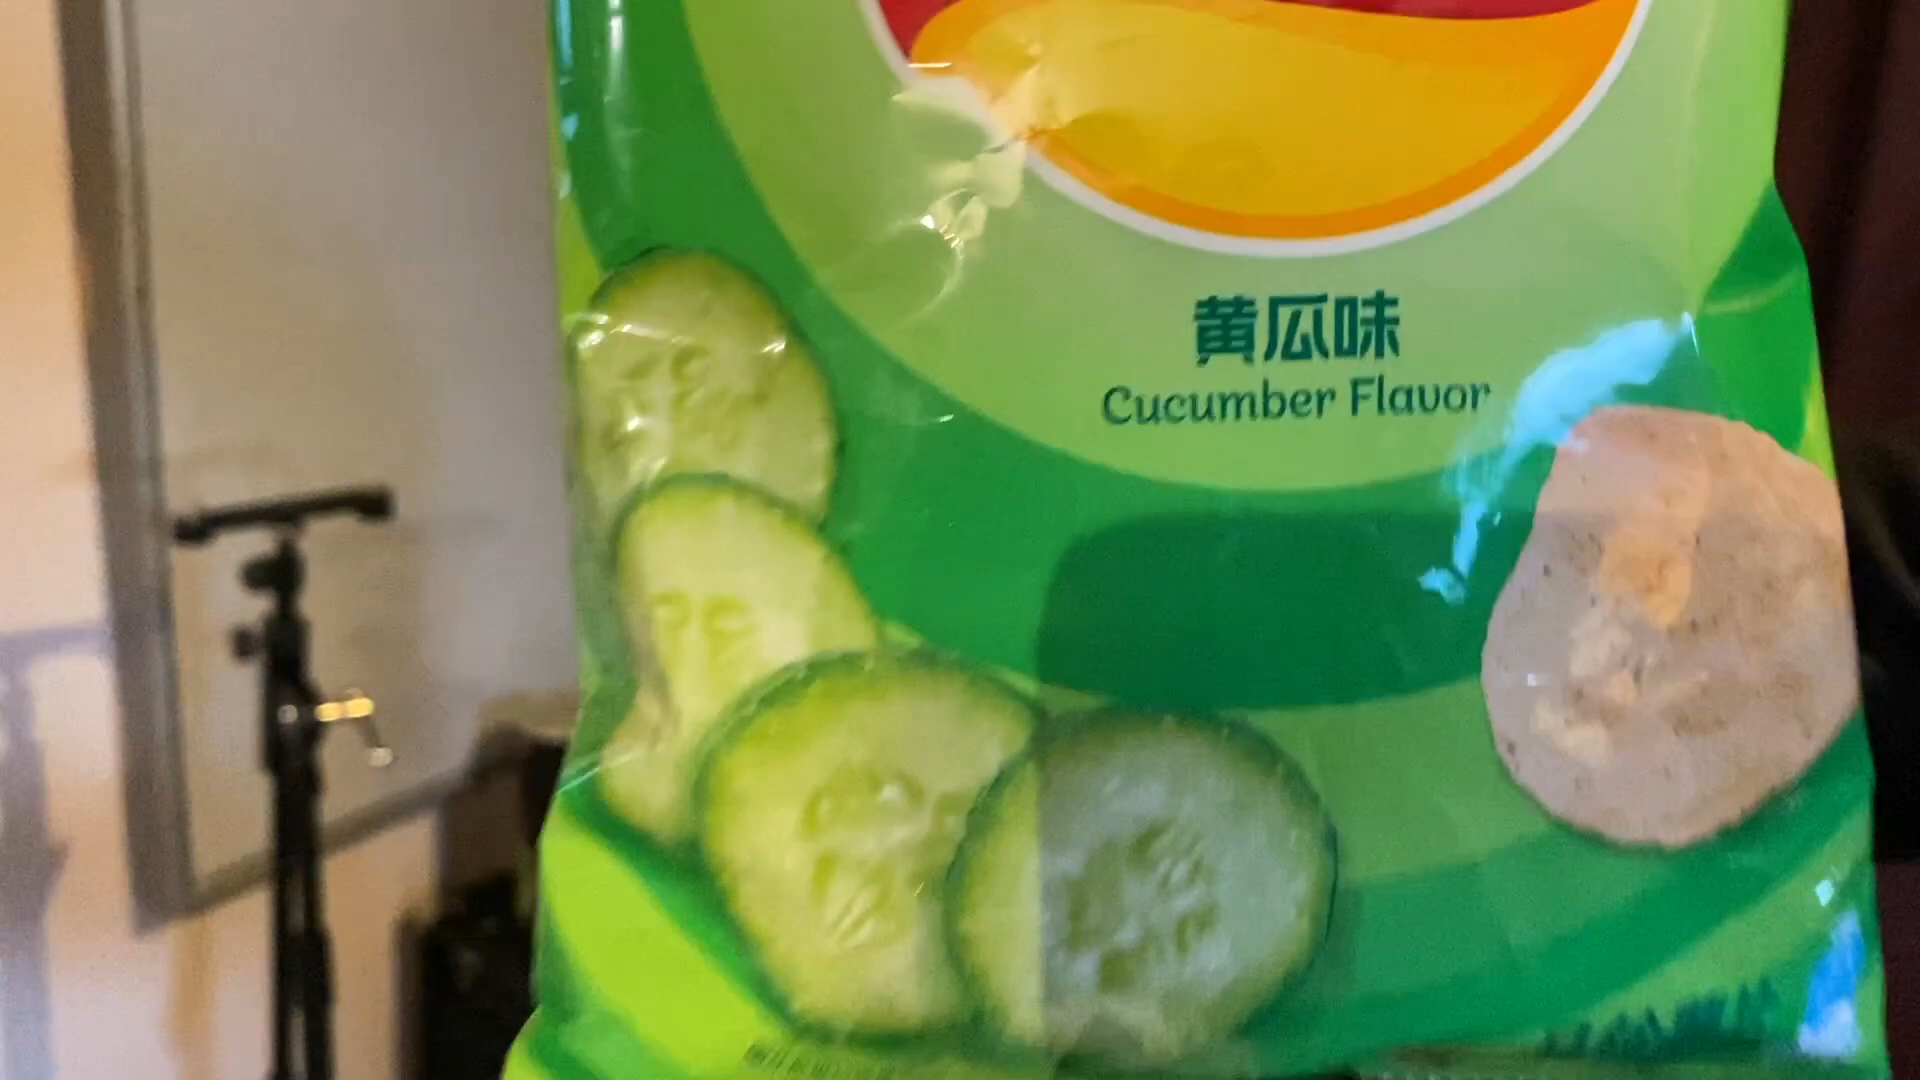 黄瓜味
Cucumber Flavor